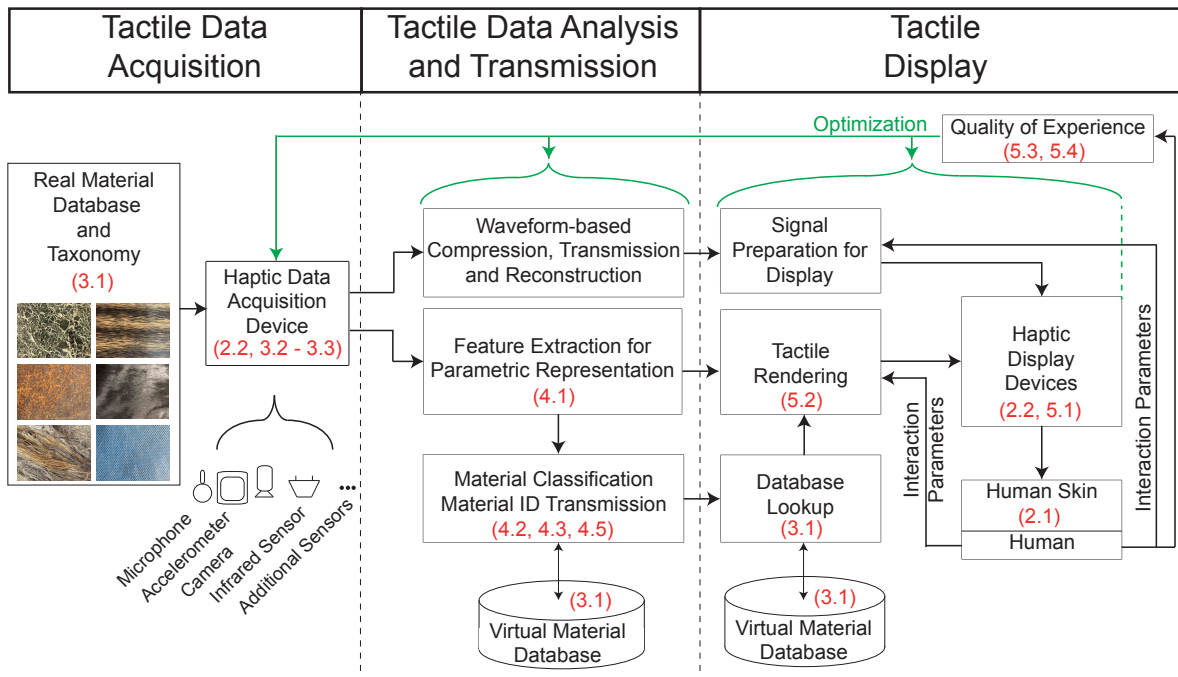 Tactile Data
Acquisition
Tactile Data Analysis
and Transmission
Tactile
Display
Optimization
Quality of Experience
(5.3, 5.4)
Real Material
Database
and
Taxonomy
(3.1)
Haptic Data
Acquisition
Device
(2.2, 3.2 - 3.3)
Microphone
Accelerometer
Camera
Infrared Sensor
Additional Sensors
Waveform-based
Compression, Transmission
and Reconstruction
Feature Extraction for
Parametric Representation
(4.1)
Material Classification
Material ID Transmission
(4.2, 4.3, 4.5)
(3.1)
Virtual Material
Database
Signal
Preparation for
Display
Tactile
Rendering
(5.2)
Database
Lookup
(3.1)
(3.1)
Virtual Material
Database
Interaction
Parameters
Haptic
Display
Devices
(2.2, 5.1)
Human Skin
(2.1)
Human
Interaction Parameters